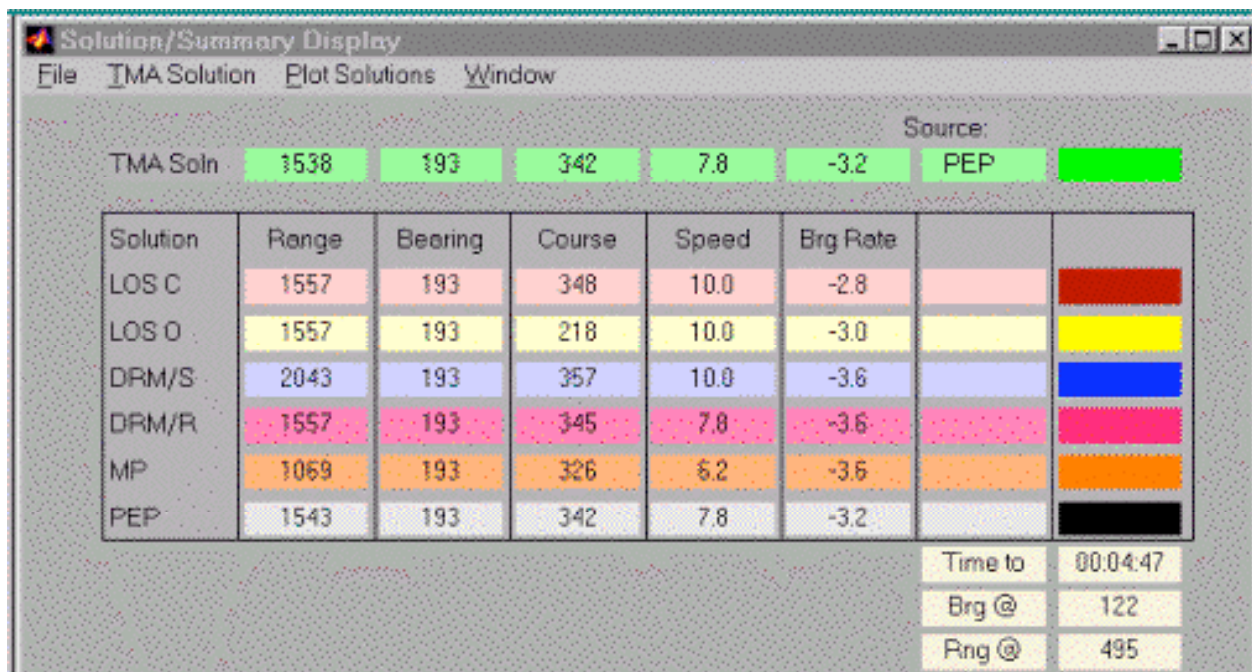 Solution/Summary Display
File TMA Solution Plot Solutions Window
Source:
TMA Soln 1538 193 342 7.8 -3.2 PEP
Solution Range Bearing Course Speed Brg Rate
LOS C 1557 193 348 10.0 -2.8
LOS O 1557 193 218 10.0 -3.0
DRM/S 2043 193 357 10.0 -3.6
DRM/R 1557 193 345 7.8 -3.6
MP 1069 193 326 6.2 -3.6
PEP 1543 193 342 7.8 -3.2
Time to 00:04:47
Brg @ 122
Rng @ 495